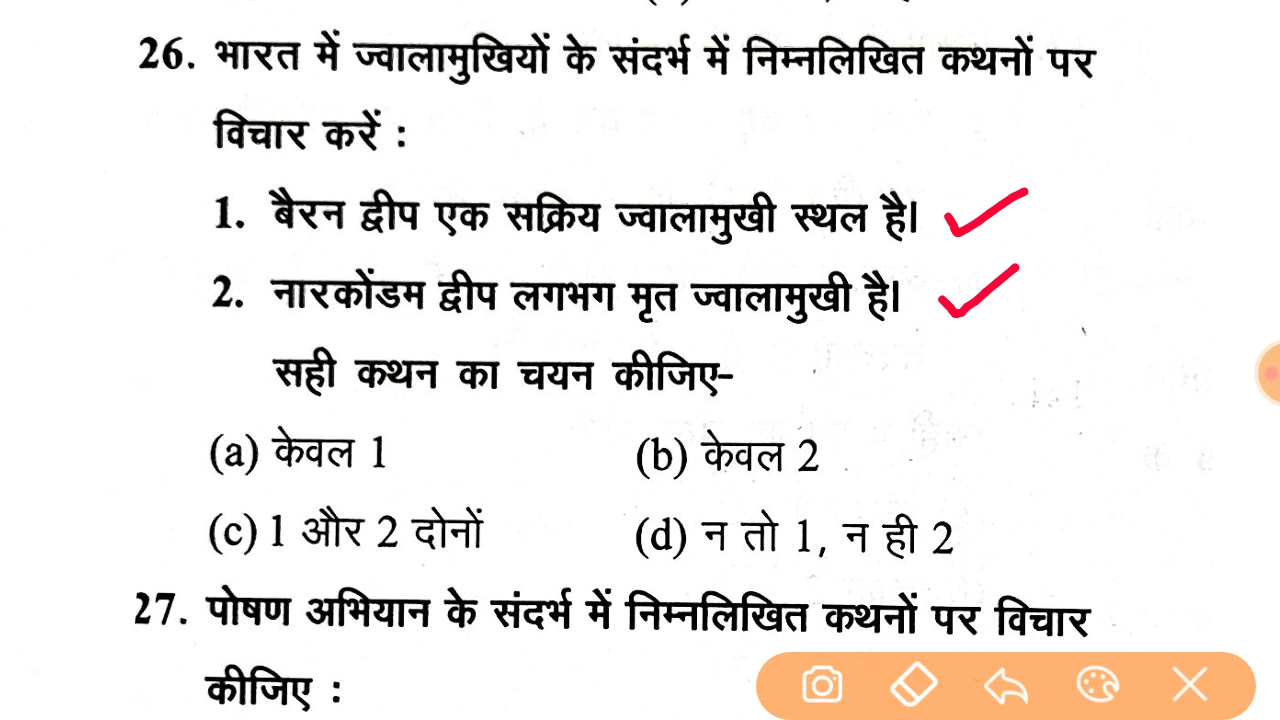 26. भारत में ज्वालामुखियों के संदर्भ में निम्नलिखित कथनों पर
विचार करें :
1. बैरन द्वीप एक सक्रिय ज्वालामुखी स्थल है।
2. नारकोंडम द्वीप लगभग मृत ज्वालामुखी है।
सही कथन का चयन कीजिए-
(a) केवल 1 (b) केवल 2
(c) 1 और 2 दोनों (d) न तो 1, न ही 2
27. पोषण अभियान के संदर्भ में निम्नलिखित कथनों पर विचार
कीजिए :